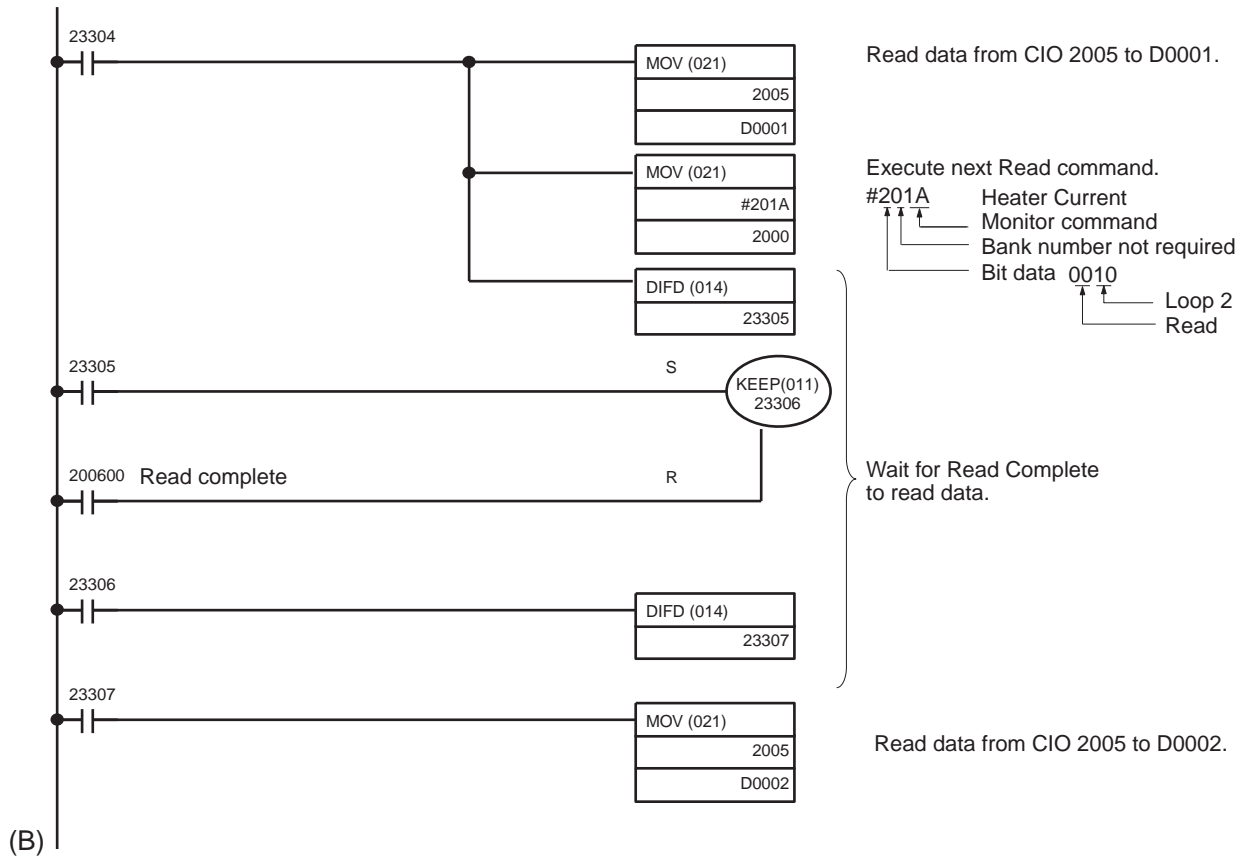 23304
MOV (021)
2005
D0001
Read data from CIO 2005 to D0001.
MOV (021)
#201A
2000
Execute next Read command.
#201A Heater Current
Monitor command
Bank number not required
Bit data 0010
Loop 2
Read
DIFD (014)
23305
23305
S
KEEP(011)
23306
200600 Read complete
R
Wait for Read Complete
to read data.
23306
DIFD (014)
23307
23307
MOV (021)
2005
D0002
Read data from CIO 2005 to D0002.
(B)